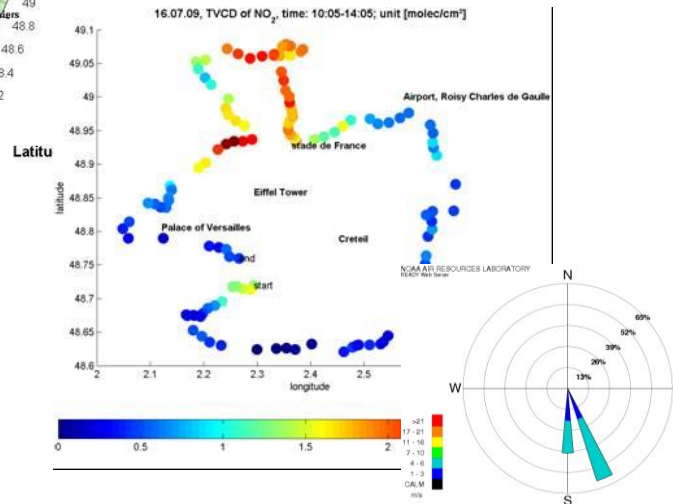 49
mers
48.8
48.6
8.4
2
Latitu
16.07.09, TVCD of NO2, time: 10:05-14:05; unit [molec/cm²]
49.1
49.05
49
48.95
48.9
48.85
48.8
48.75
48.7
48.65
48.6
latitude
2
2.1
2.2
2.3
2.4
2.5
longitude
Airport, Roisy Charles de Gaulle
stade de France
Eiffel Tower
Palace of Versailles
Creteil
end
start
0
0.5
1
1.5
2
NOAA AIR RESOURCES LABORATORY
READY Web Server
N
W
S
65%
52%
39%
26%
13%
>21
17 - 21
11 - 16
7 - 10
4 - 6
1 - 3
CALM
m/s